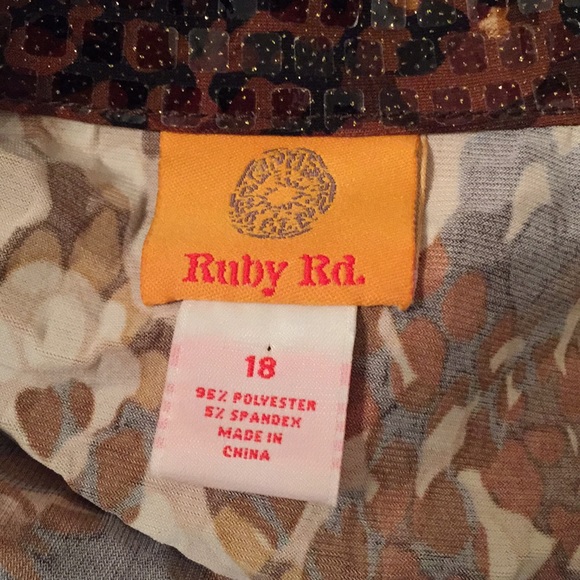 Ruby Rd.
18
95% POLYESTER
5% SPANDEX
MADE IN
CHINA